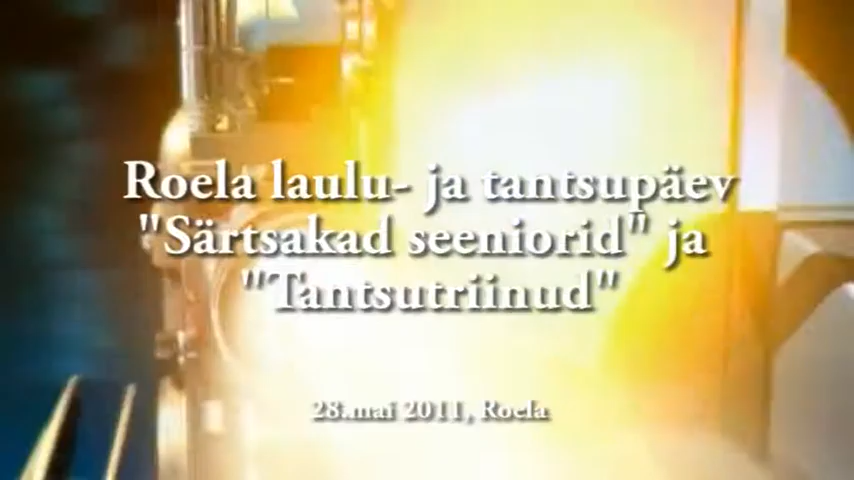 Roela laulu- ja tantsupäev
"Särtsakad seeniorid" ja
"Tantsutriinud"
28.mai 2011, Roela